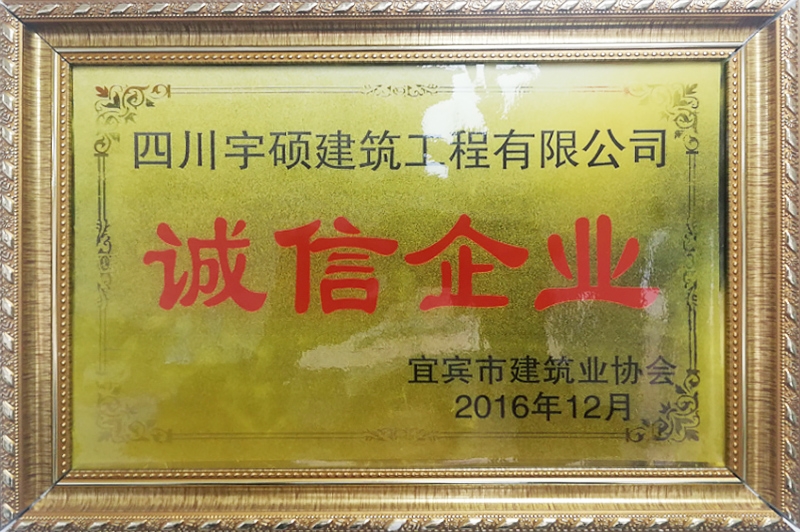 四川宇硕建筑工程有限公司
诚信企业
宜宾市建筑业协会
2016年12月